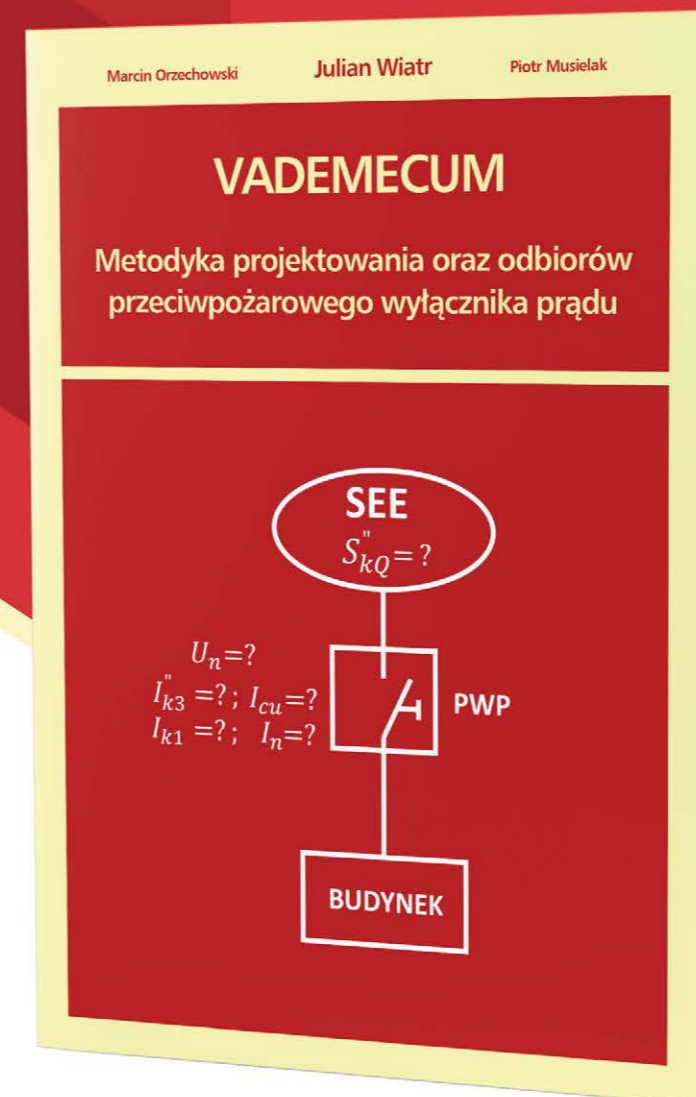 Marcin Orzechowski Julian Wiatr Piotr Musielak
VADEMECUM
Metodyka projektowania oraz odbiorów
przeciwpożarowego wyłącznika prądu
SEE
S"kQ=?
Un=?
I"k3 =?; Icu=?
Ik1 =?; In=?
PWP
BUDYNEK